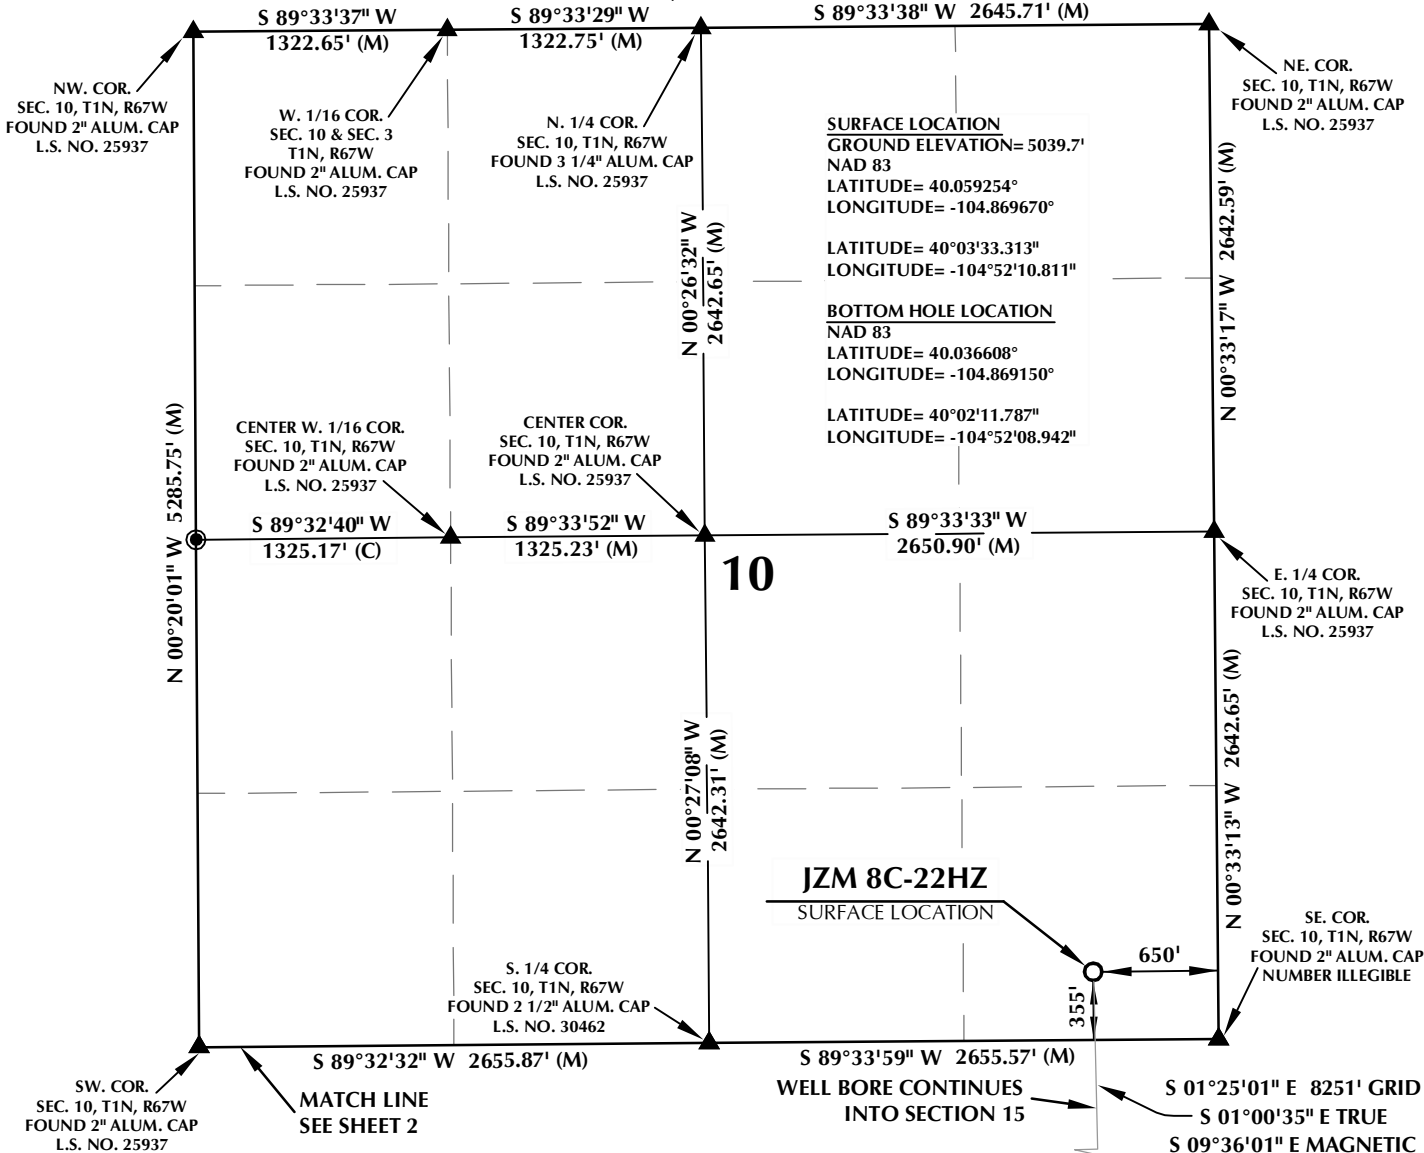 S 89°33'37" W
1322.65' (M)
S 89°33'29" W
1322.75' (M)
S 89°33'38" W 2645.71' (M)
NW. COR.
SEC. 10, T1N, R67W
FOUND 2" ALUM. CAP
L.S. NO. 25937
W. 1/16 COR.
SEC. 10 & SEC. 3
T1N, R67W
FOUND 2" ALUM. CAP
L.S. NO. 25937
N. 1/4 COR.
SEC. 10, T1N, R67W
FOUND 3 1/4" ALUM. CAP
L.S. NO. 25937
NE. COR.
SEC. 10, T1N, R67W
FOUND 2" ALUM. CAP
L.S. NO. 25937
SURFACE LOCATION
GROUND ELEVATION= 5039.7'
NAD 83
LATITUDE= 40.059254°
LONGITUDE= -104.869670°
LATITUDE= 40°03'33.313"
LONGITUDE= -104°52'10.811"
BOTTOM HOLE LOCATION
NAD 83
LATITUDE= 40.036608°
LONGITUDE= -104.869150°
LATITUDE= 40°02'11.787"
LONGITUDE= -104°52'08.942"
N 00°26'32" W
2642.65' (M)
N 00°33'17" W 2642.59' (M)
N 00°20'01" W 5285.75' (M)
CENTER W. 1/16 COR.
SEC. 10, T1N, R67W
FOUND 2" ALUM. CAP
L.S. NO. 25937
CENTER COR.
SEC. 10, T1N, R67W
FOUND 2" ALUM. CAP
L.S. NO. 25937
S 89°32'40" W
1325.17' (C)
S 89°33'52" W
1325.23' (M)
S 89°33'33" W
2650.90' (M)
10
E. 1/4 COR.
SEC. 10, T1N, R67W
FOUND 2" ALUM. CAP
L.S. NO. 25937
N 00°27'08" W
2642.31' (M)
N 00°33'13" W 2642.65' (M)
JZM 8C-22HZ
SURFACE LOCATION
650'
355'
SE. COR.
SEC. 10, T1N, R67W
FOUND 2" ALUM. CAP
NUMBER ILLEGIBLE
S. 1/4 COR.
SEC. 10, T1N, R67W
FOUND 2 1/2" ALUM. CAP
L.S. NO. 30462
S 89°32'32" W 2655.87' (M)
S 89°33'59" W 2655.57' (M)
SW. COR.
SEC. 10, T1N, R67W
FOUND 2" ALUM. CAP
L.S. NO. 25937
MATCH LINE
SEE SHEET 2
WELL BORE CONTINUES
INTO SECTION 15
S 01°25'01" E 8251' GRID
S 01°00'35" E TRUE
S 09°36'01" E MAGNETIC